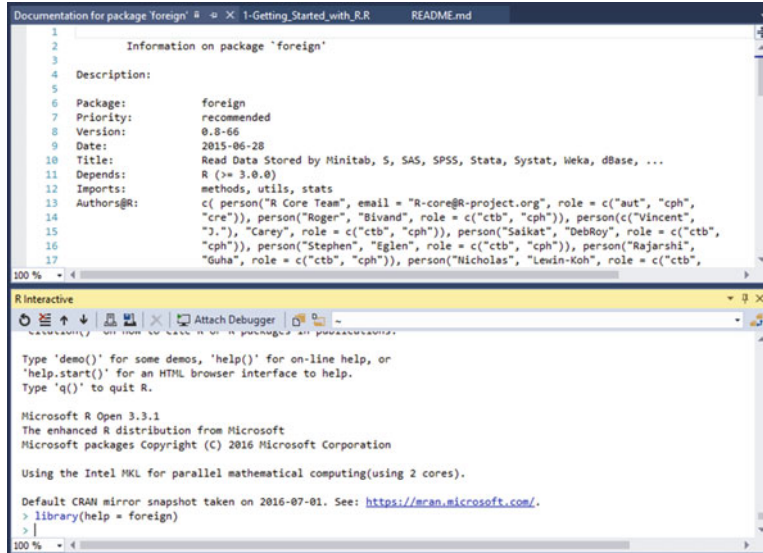 Documentation for package 'foreign' 1-Getting_Started_with_R.R README.md
1
2 Information on package `foreign'
3
4 Description:
5
6 Package: foreign
7 Priority: recommended
8 Version: 0.8-66
9 Date: 2015-06-28
10 Title: Read Data Stored by Minitab, S, SAS, SPSS, Stata, Systat, Weka, dBase, ...
11 Depends: R (>= 3.0.0)
12 Imports: methods, utils, stats
13 Authors@R: c( person("R Core Team", email = "R-core@R-project.org", role = c("aut", "cph",
14 "cre")), person("Roger", "Bivand", role = c("ctb", "cph")), person(c("Vincent",
15 "J."), "Carey", role = c("ctb", "cph")), person("Saikat", "DebRoy", role = c("ctb",
16 "cph")), person("Stephen", "Eglen", role = c("ctb", "cph")), person("Rajarshi",
17 "Guha", role = c("ctb", "cph")), person("Nicholas", "Lewin-Koh", role = c("ctb",
100 %
R Interactive
Attach Debugger ~
'citation()' on how to cite R or R packages in publications.
Type 'demo()' for some demos, 'help()' for on-line help, or
'help.start()' for an HTML browser interface to help.
Type 'q()' to quit R.
Microsoft R Open 3.3.1
The enhanced R distribution from Microsoft
Microsoft packages Copyright (C) 2016 Microsoft Corporation
Using the Intel MKL for parallel mathematical computing(using 2 cores).
Default CRAN mirror snapshot taken on 2016-07-01. See: https://mran.microsoft.com/.
> library(help = foreign)
>
100 %